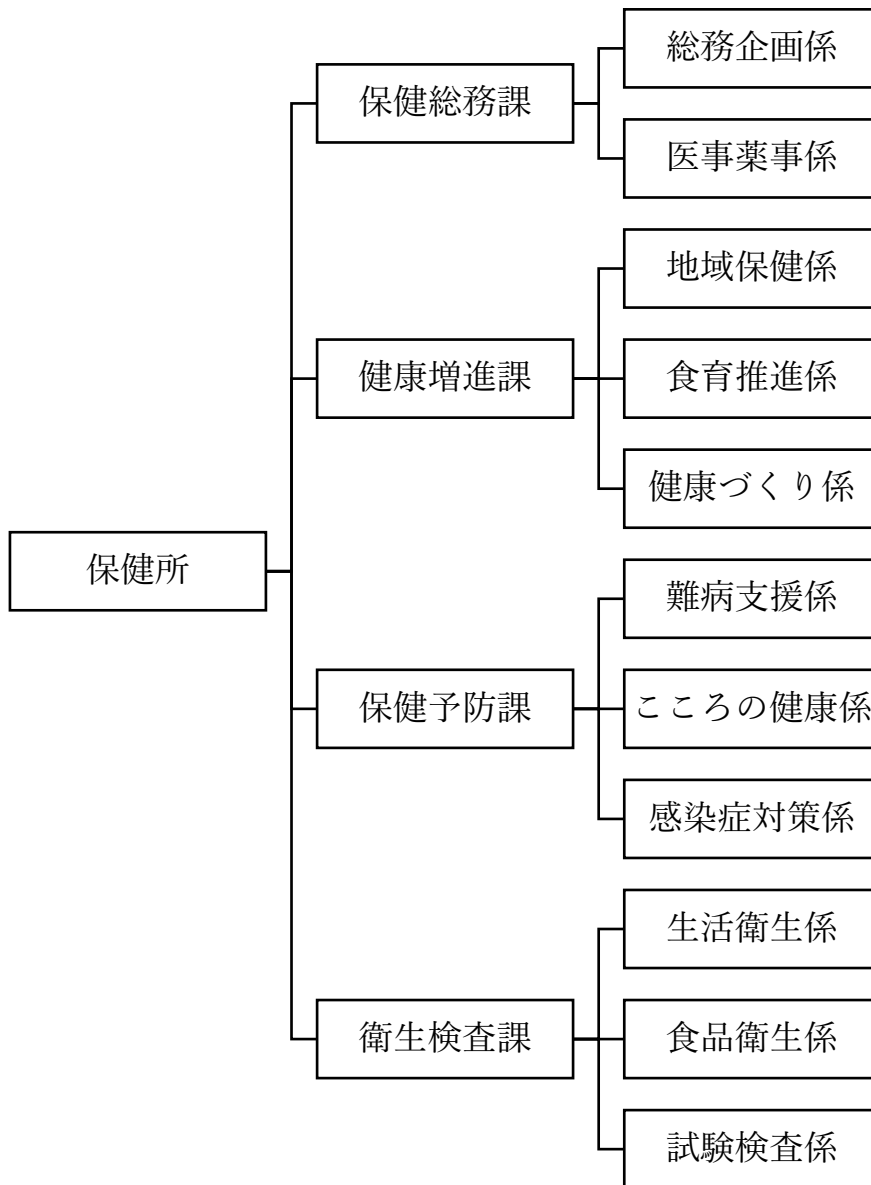 保健所
保健総務課
総務企画係
医事薬事係
健康増進課
地域保健係
食育推進係
健康づくり係
保健予防課
難病支援係
こころの健康係
感染症対策係
衛生検査課
生活衛生係
食品衛生係
試験検査係